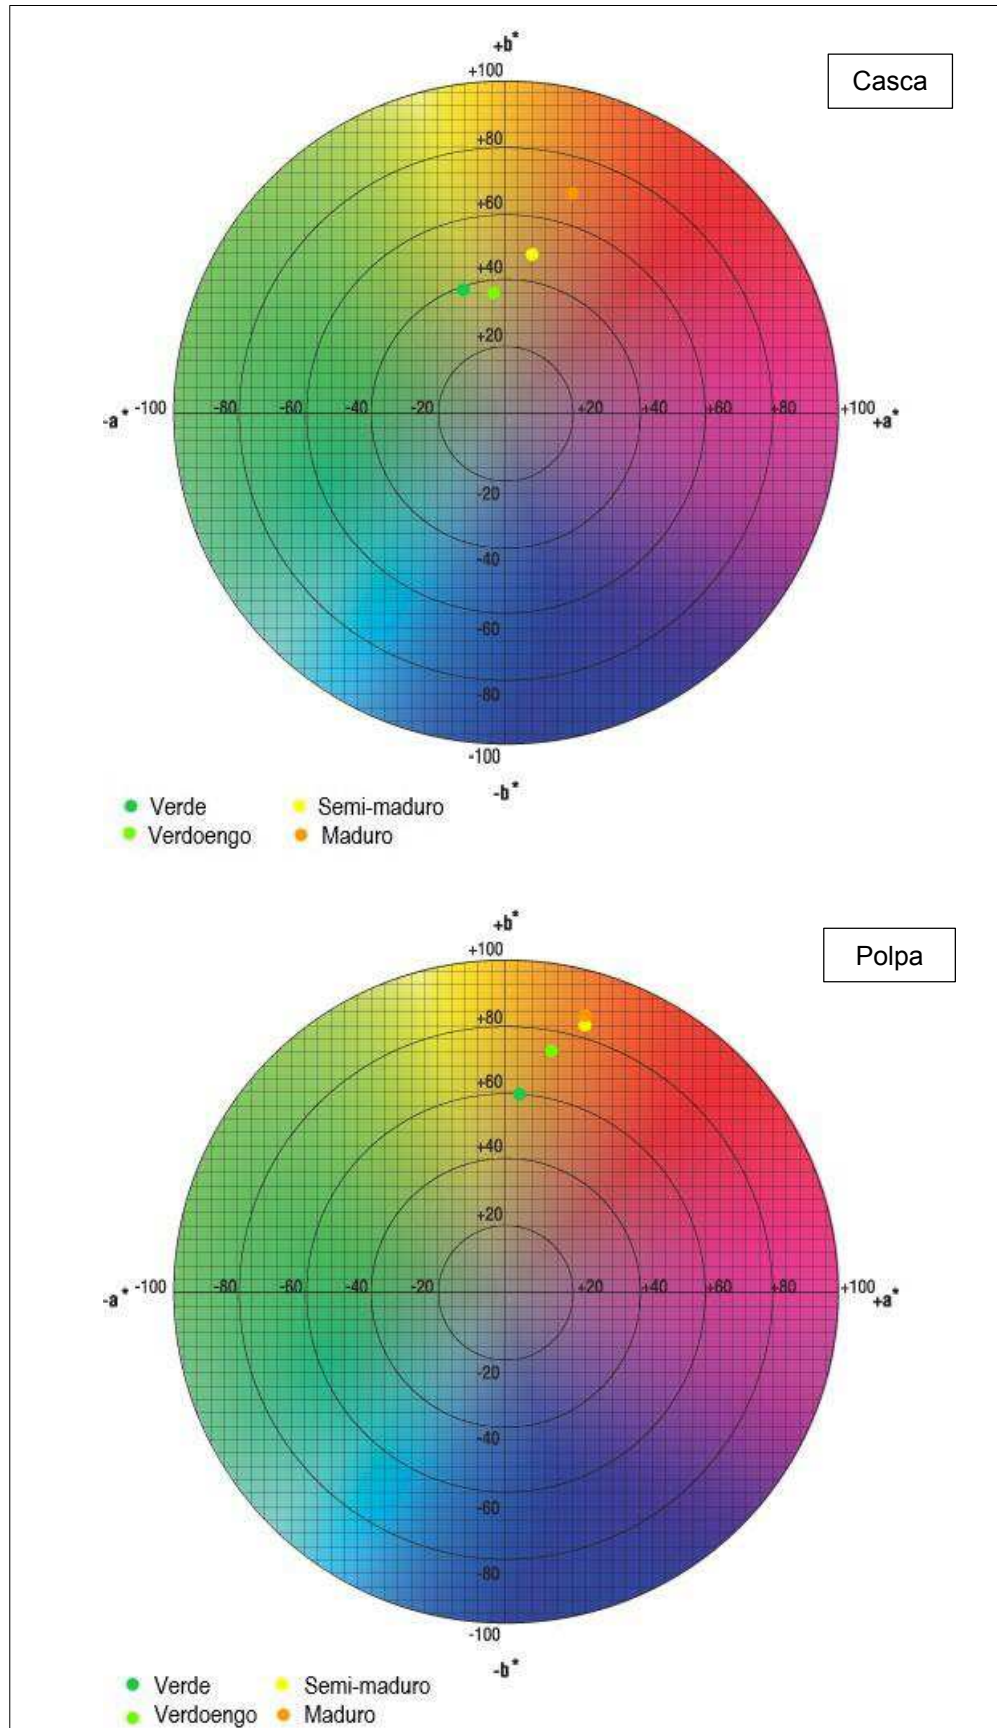 +b*
+100
Casca
+80
+60
+40
+20
-a* -100 -80 -60 -40 -20 +20 +40 +60 +80 +100 +a*
-20
-40
-60
-80
-100
-b*
Verde Semi-maduro
Verdoengo Maduro
+b*
+100
Polpa
+80
+60
+40
+20
-a* -100 -80 -60 -40 -20 +20 +40 +60 +80 +100 +a*
-20
-40
-60
-80
-100
-b*
Verde Semi-maduro
Verdoengo Maduro